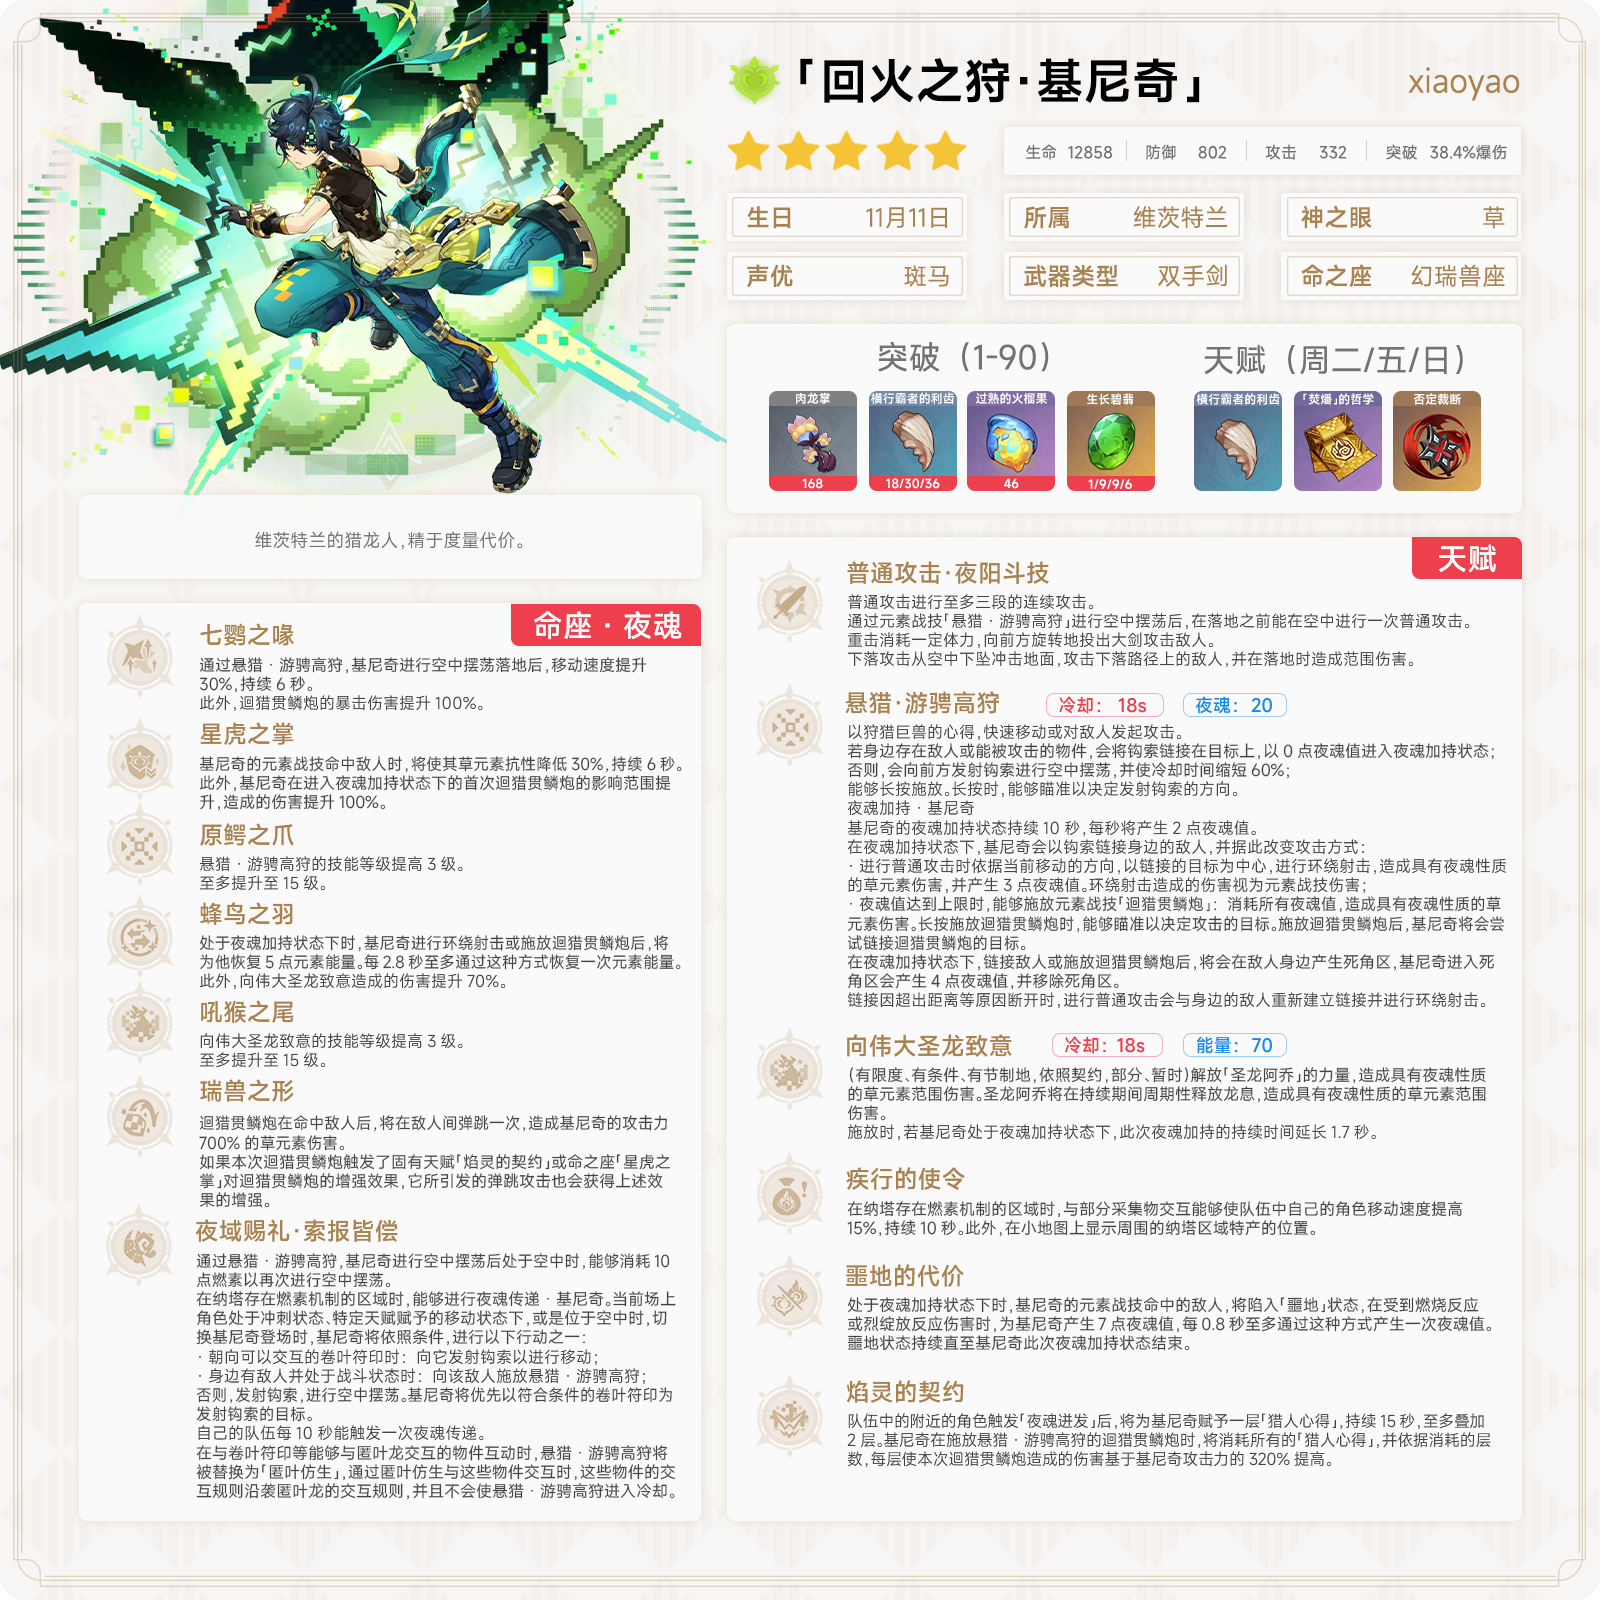 「回火之狩·基尼奇」
xiaoyao
生命 12858 防御 802 攻击 332 突破 38.4%爆伤
生日 11月11日
所属 维茨特兰
神之眼 草
声优 斑马
武器类型 双手剑
命之座 幻瑞兽座
突破（1-90）
肉龙掌 横行霸者的利齿 过熟的火榴果 生长碧翡
168 18/30/36 46 1/9/9/6
天赋（周二/五/日）
横行霸者的利齿 「焚燔」的哲学 否定裁断
维茨特兰的猎龙人,精于度量代价。
命座 · 夜魂
七鹦之喙
通过悬猎 · 游骋高狩,基尼奇进行空中摆荡落地后,移动速度提升
30%,持续 6 秒。
此外,迴猎贯鳞炮的暴击伤害提升 100%。
星虎之掌
基尼奇的元素战技命中敌人时,将使其草元素抗性降低 30%,持续 6 秒。
此外,基尼奇在进入夜魂加持状态下的首次迴猎贯鳞炮的影响范围提
升,造成的伤害提升 100%。
原鳄之爪
悬猎 · 游骋高狩的技能等级提高 3 级。
至多提升至 15 级。
蜂鸟之羽
处于夜魂加持状态下时,基尼奇进行环绕射击或施放迴猎贯鳞炮后,将
为他恢复 5 点元素能量。每 2.8 秒至多通过这种方式恢复一次元素能量。
此外,向伟大圣龙致意造成的伤害提升 70%。
吼猴之尾
向伟大圣龙致意的技能等级提高 3 级。
至多提升至 15 级。
瑞兽之形
迴猎贯鳞炮在命中敌人后,将在敌人间弹跳一次,造成基尼奇的攻击力
700% 的草元素伤害。
如果本次迴猎贯鳞炮触发了固有天赋「焰灵的契约」或命之座「星虎之
掌」对迴猎贯鳞炮的增强效果,它所引发的弹跳攻击也会获得上述效
果的增强。
夜域赐礼·索报皆偿
通过悬猎 · 游骋高狩,基尼奇进行空中摆荡后处于空中时,能够消耗 10
点燃素以再次进行空中摆荡。
在纳塔存在燃素机制的区域时,能够进行夜魂传递 · 基尼奇。当前场上
角色处于冲刺状态、特定天赋赋予的移动状态下,或是位于空中时,切
换基尼奇登场时,基尼奇将依照条件,进行以下行动之一：
· 朝向可以交互的卷叶符印时：向它发射钩索以进行移动；
· 身边有敌人并处于战斗状态时：向该敌人施放悬猎 · 游骋高狩；
否则,发射钩索,进行空中摆荡。基尼奇将优先以符合条件的卷叶符印为
发射钩索的目标。
自己的队伍每 10 秒能触发一次夜魂传递。
在与卷叶符印等能够与匿叶龙交互的物件互动时,悬猎 · 游骋高狩将
被替换为「匿叶仿生」,通过匿叶仿生与这些物件交互时,这些物件的交
互规则沿袭匿叶龙的交互规则,并且不会使悬猎 · 游骋高狩进入冷却。
天赋
普通攻击·夜阳斗技
普通攻击进行至多三段的连续攻击。
通过元素战技「悬猎 · 游骋高狩」进行空中摆荡后,在落地之前能在空中进行一次普通攻击。
重击消耗一定体力,向前方旋转地投出大剑攻击敌人。
下落攻击从空中下坠冲击地面,攻击下落路径上的敌人,并在落地时造成范围伤害。
悬猎·游骋高狩 冷却： 18s 夜魂： 20
以狩猎巨兽的心得,快速移动或对敌人发起攻击。
若身边存在敌人或能被攻击的物件,会将钩索链接在目标上,以 0 点夜魂值进入夜魂加持状态；
否则,会向前方发射钩索进行空中摆荡,并使冷却时间缩短 60%；
能够长按施放。长按时,能够瞄准以决定发射钩索的方向。
夜魂加持 · 基尼奇
基尼奇的夜魂加持状态持续 10 秒,每秒将产生 2 点夜魂值。
在夜魂加持状态下,基尼奇会以钩索链接身边的敌人,并据此改变攻击方式：
· 进行普通攻击时依据当前移动的方向,以链接的目标为中心,进行环绕射击,造成具有夜魂性质
的草元素伤害,并产生 3 点夜魂值。环绕射击造成的伤害视为元素战技伤害；
· 夜魂值达到上限时,能够施放元素战技「迴猎贯鳞炮」：消耗所有夜魂值,造成具有夜魂性质的草
元素伤害。长按施放迴猎贯鳞炮时,能够瞄准以决定攻击的目标。施放迴猎贯鳞炮后,基尼奇将会尝
试链接迴猎贯鳞炮的目标。
在夜魂加持状态下,链接敌人或施放迴猎贯鳞炮后,将会在敌人身边产生死角区,基尼奇进入死
角区会产生 4 点夜魂值,并移除死角区。
链接因超出距离等原因断开时,进行普通攻击会与身边的敌人重新建立链接并进行环绕射击。
向伟大圣龙致意 冷却：18s 能量： 70
(有限度、有条件、有节制地,依照契约,部分、暂时)解放「圣龙阿乔」的力量,造成具有夜魂性质
的草元素范围伤害。圣龙阿乔将在持续期间周期性释放龙息,造成具有夜魂性质的草元素范围
伤害。
施放时,若基尼奇处于夜魂加持状态下,此次夜魂加持的持续时间延长 1.7 秒。
疾行的使令
在纳塔存在燃素机制的区域时,与部分采集物交互能够使队伍中自己的角色移动速度提高
15%,持续 10 秒。此外,在小地图上显示周围的纳塔区域特产的位置。
噩地的代价
处于夜魂加持状态下时,基尼奇的元素战技命中的敌人,将陷入「噩地」状态,在受到燃烧反应
或烈绽放反应伤害时,为基尼奇产生 7 点夜魂值,每 0.8 秒至多通过这种方式产生一次夜魂值。
噩地状态持续直至基尼奇此次夜魂加持状态结束。
焰灵的契约
队伍中的附近的角色触发「夜魂迸发」后,将为基尼奇赋予一层「猎人心得」,持续 15 秒,至多叠加
2 层。基尼奇在施放悬猎 · 游骋高狩的迴猎贯鳞炮时,将消耗所有的「猎人心得」,并依据消耗的层
数,每层使本次迴猎贯鳞炮造成的伤害基于基尼奇攻击力的 320% 提高。